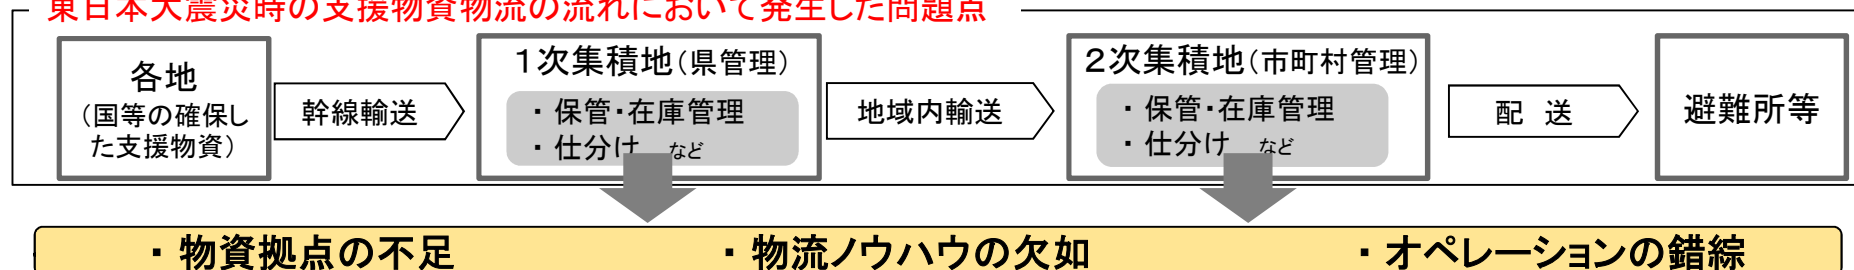 東日本大震災時の支援物資物流の流れにおいて発生した問題点
各地
(国等の確保し
た支援物資)
幹線輸送
1次集積地(県管理)
・保管・在庫管理
・仕分け など
地域内輸送
2次集積地(市町村管理)
・保管・在庫管理
・仕分け など
配 送
避難所等
・物資拠点の不足 ・物流ノウハウの欠如 ・オペレーションの錯綜